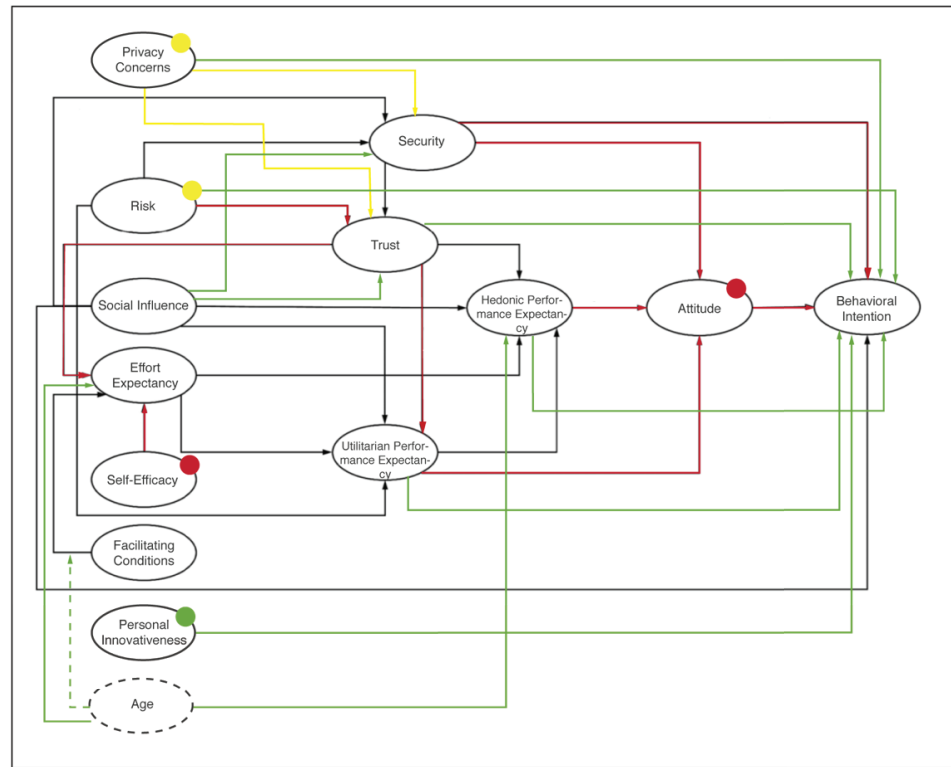 Privacy
Concerns
Security
Risk
Trust
Social Influence
Hedonic Perfor-
mance Expectan-
cy
Attitude
Behavioral
Intention
Effort
Expectancy
Utilitarian Perfor-
mance Expectan-
cy
Self-Efficacy
Facilitating
Conditions
Personal
Innovativeness
Age